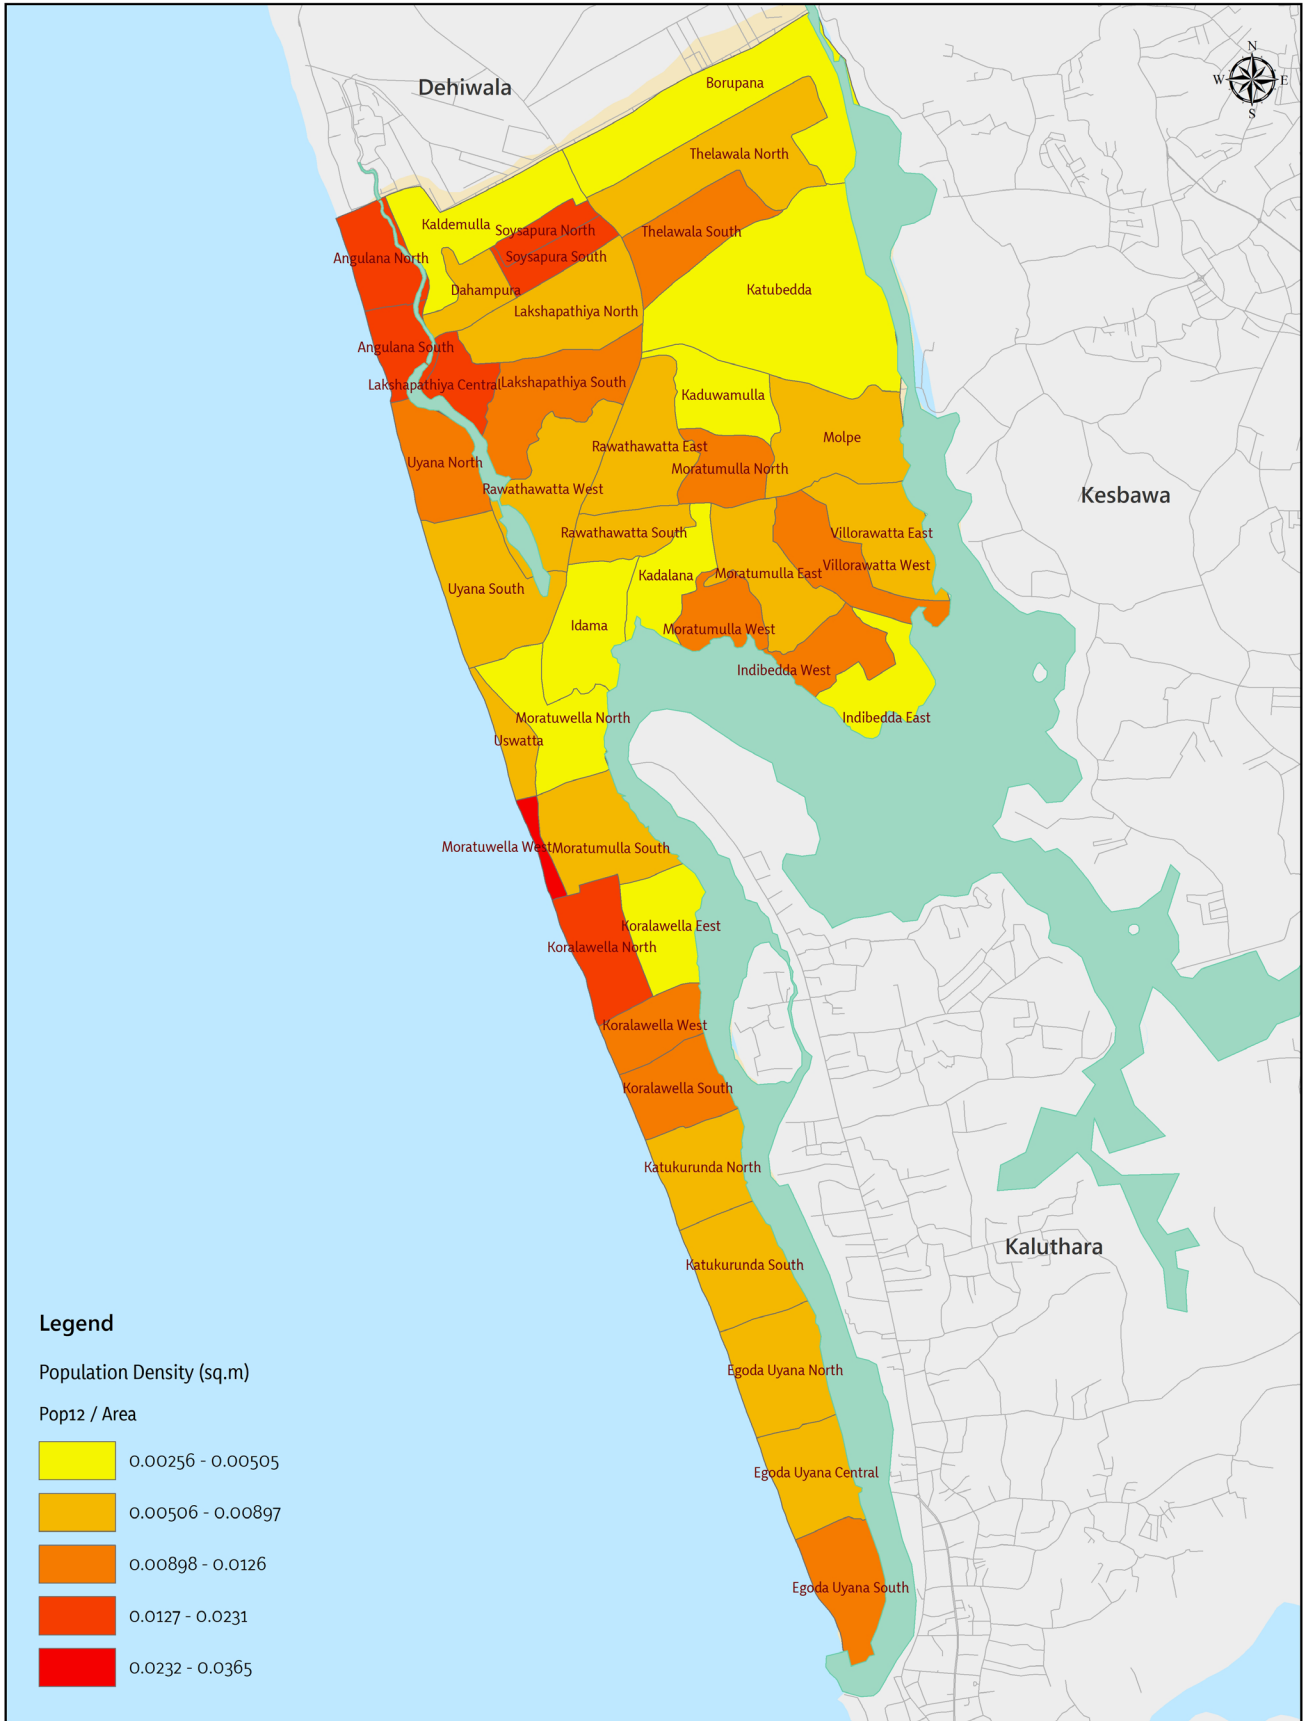 N
W E
S
Dehiwala
Borupana
Thelawala North
Kaldemulla
Soysapura North
Thelawala South
Angulana North
Soysapura South
Dahampura
Katubedda
Lakshapathiya North
Angulana South
Lakshapathiya Central
Lakshapathiya South
Kaduwamulla
Molpe
Rawathawatta East
Uyana North
Moratumulla North
Rawathawatta West
Kesbawa
Rawathawatta South
Villorawatta East
Villorawatta West
Kadalana
Moratumulla East
Uyana South
Idama
Moratumulla West
Indibedda West
Moratuwella North
Indibedda East
Uswatta
Moratuwella West
Moratumulla South
Koralawella Eest
Koralawella North
Koralawella West
Koralawella South
Katukurunda North
Kaluthara
Katukurunda South
Egoda Uyana North
Egoda Uyana Central
Egoda Uyana South
Legend
Population Density (sq.m)
Pop12 / Area
0.00256 - 0.00505
0.00506 - 0.00897
0.00898 - 0.0126
0.0127 - 0.0231
0.0232 - 0.0365